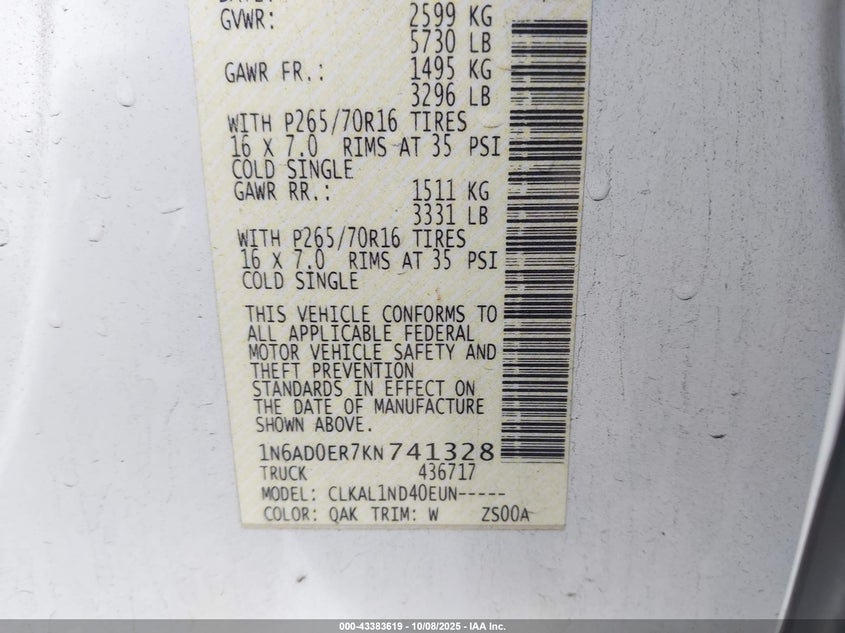 GVWR: 2599 KG
5730 LB
GAWR FR.: 1495 KG
3296 LB
WITH P265/70R16 TIRES
16 X 7.0 RIMS AT 35 PSI
COLD SINGLE
GAWR RR.: 1511 KG
3331 LB
WITH P265/70R16 TIRES
16 X 7.0 RIMS AT 35 PSI
COLD SINGLE
THIS VEHICLE CONFORMS TO
ALL APPLICABLE FEDERAL
MOTOR VEHICLE SAFETY AND
THEFT PREVENTION
STANDARDS IN EFFECT ON
THE DATE OF MANUFACTURE
SHOWN ABOVE.
1N6AD0ER7KN741328
TRUCK 436717
MODEL: CLKAL1ND40EUN-----
COLOR: QAK TRIM: W ZS00A
000-43383619 - 10/08/2025 - IAA Inc.